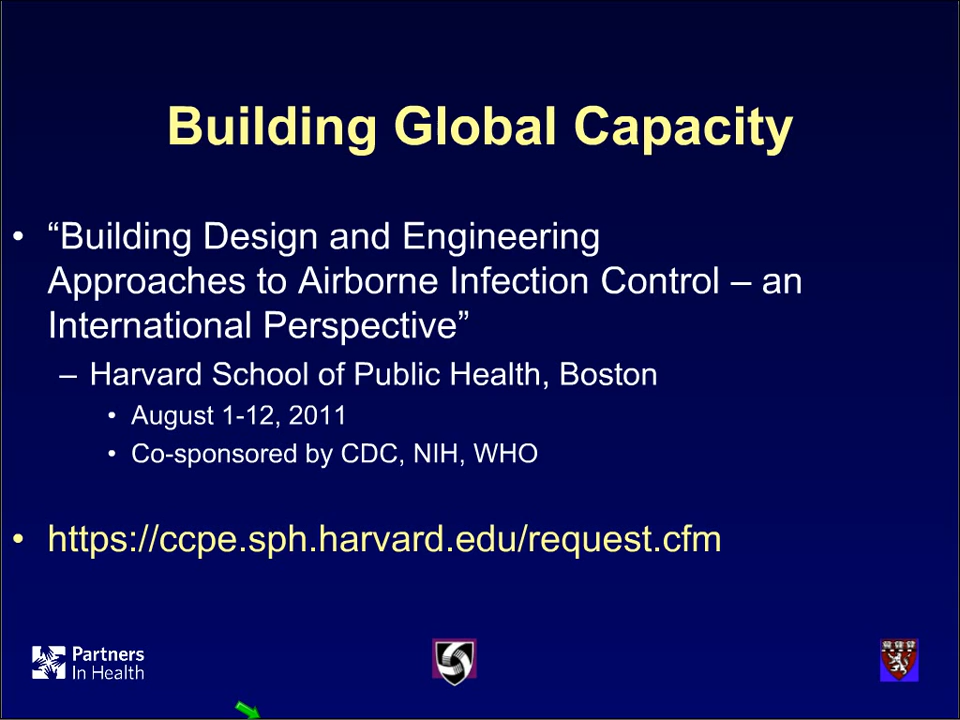 Building Global Capacity
• “Building Design and Engineering
Approaches to Airborne Infection Control – an
International Perspective”
– Harvard School of Public Health, Boston
• August 1-12, 2011
• Co-sponsored by CDC, NIH, WHO
• https://ccpe.sph.harvard.edu/request.cfm
Partners
In Health